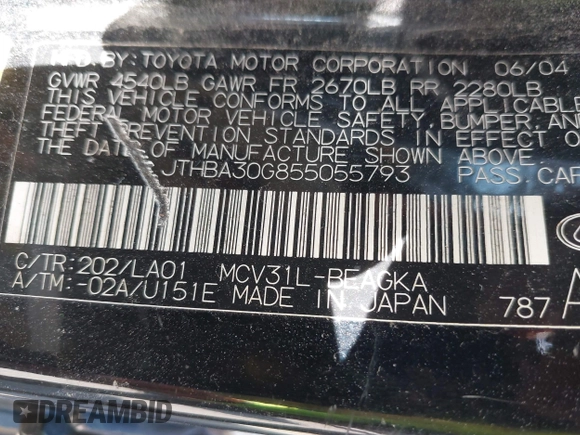 MFD.BY:TOYOTA MOTOR CORPORATION 06/04
GVWR 4540LB GAWR FR 2670LB RR 2280LB
THIS VEHICLE CONFORMS TO ALL APPLICABLE
FEDERAL MOTOR VEHICLE SAFETY, BUMPER, AND
THEFT PREVENTION STANDARDS IN EFFECT O
THE DATE OF MANUFACTURE SHOWN ABOVE.
JTHBA30G855055793 PASS.CAR
C/TR:202/LA01 MCV31L-BEAGKA
A/TM:-02A/U151E MADE IN JAPAN 787
DREAMBID